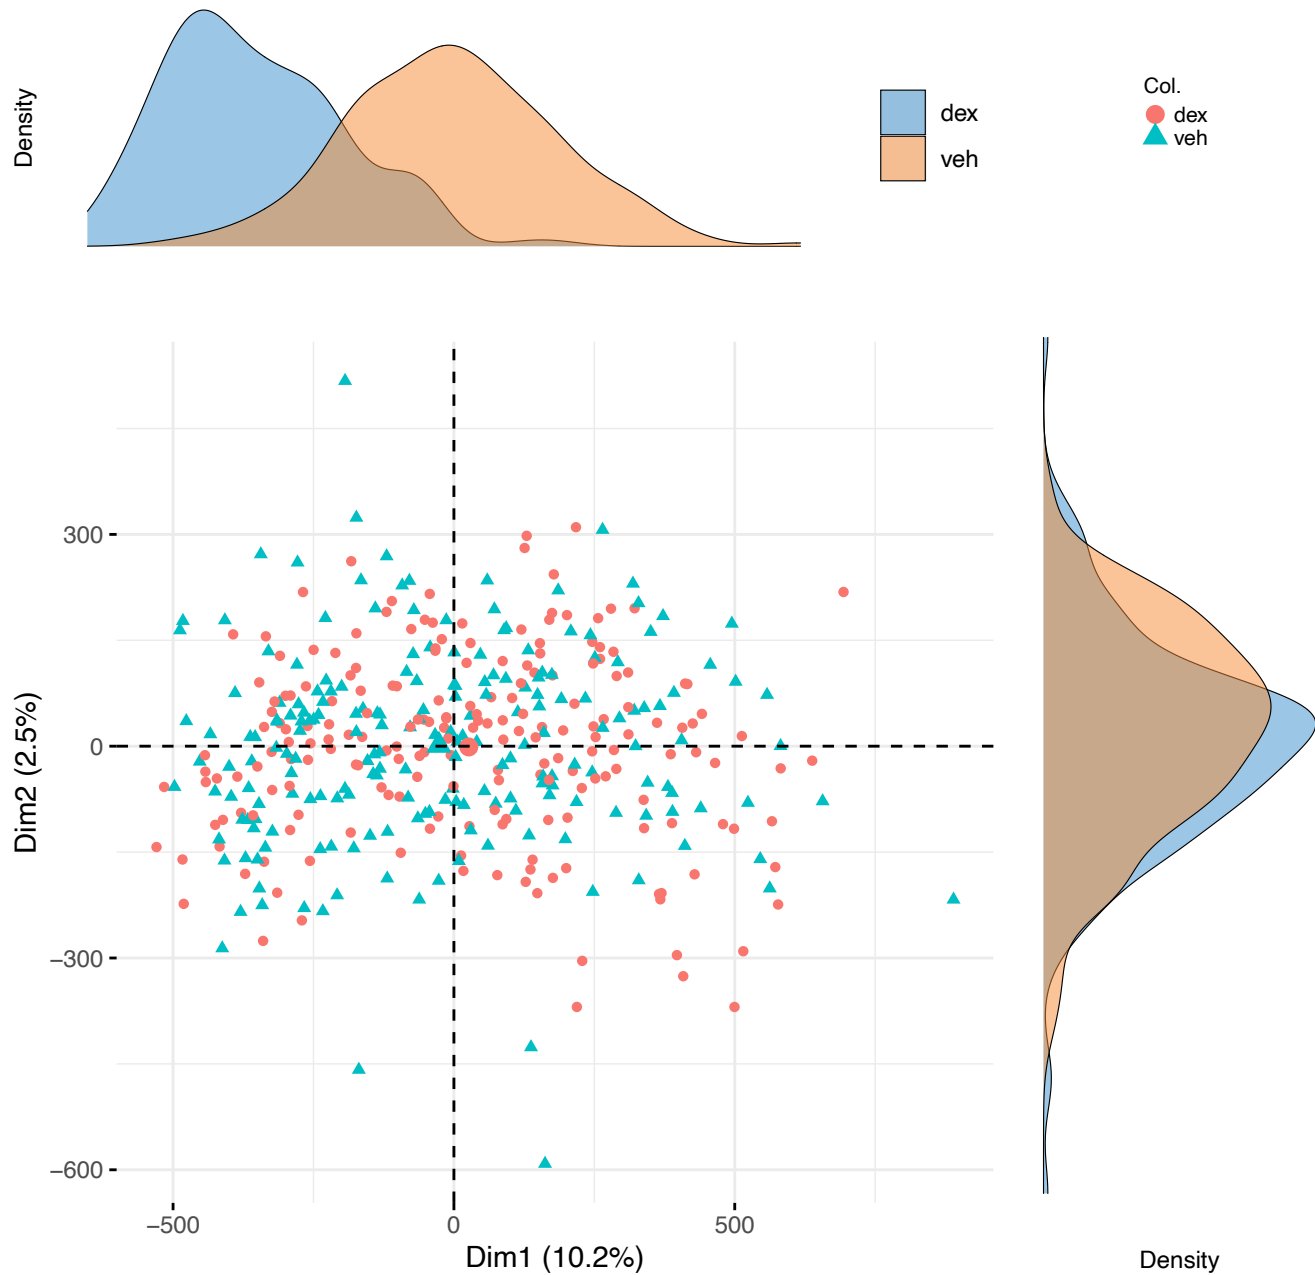 Density
dex
veh
Col.
dex
veh
300
0
−300
−600
Dim2 (2.5%)
−500
0
500
Dim1 (10.2%)
Density